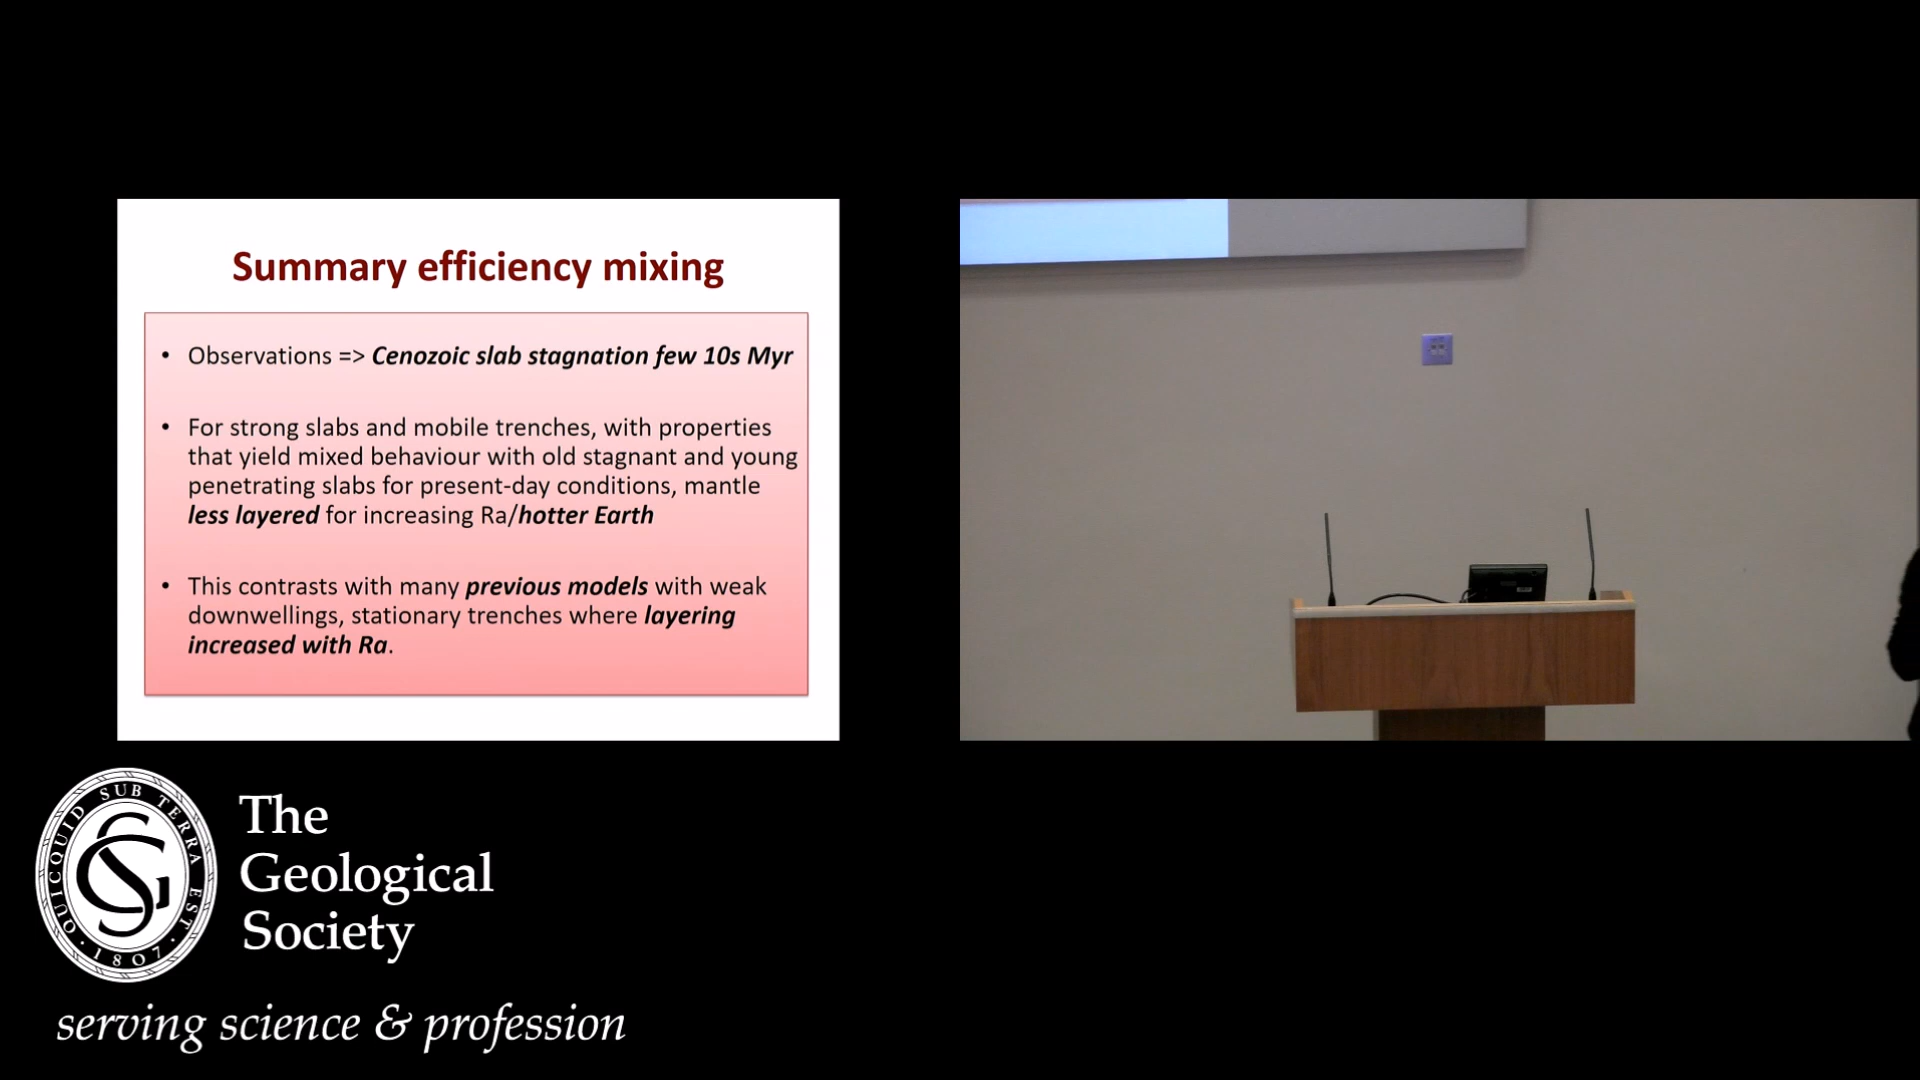 Summary efficiency mixing
• Observations => Cenozoic slab stagnation few 10s Myr
• For strong slabs and mobile trenches, with properties
that yield mixed behaviour with old stagnant and young
penetrating slabs for present-day conditions, mantle
less layered for increasing Ra/hotter Earth
• This contrasts with many previous models with weak
downwellings, stationary trenches where layering
increased with Ra.
QUICQUID SUB TERRA EST
· 1807 ·
GS
The
Geological
Society
serving science & profession